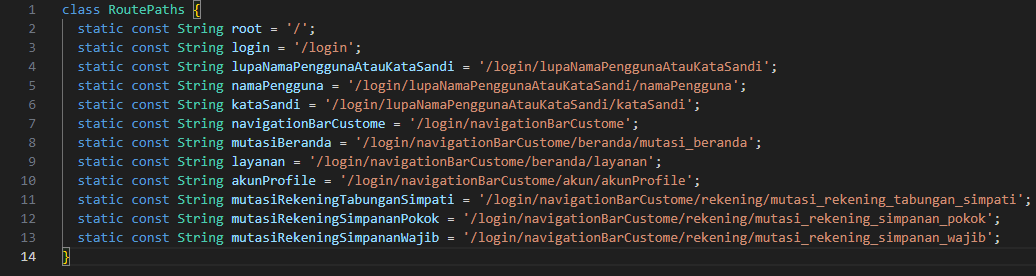 1 class RoutePaths {
2 static const String root = '/';
3 static const String login = '/login';
4 static const String lupaNamaPenggunaAtauKataSandi = '/login/lupaNamaPenggunaAtauKataSandi';
5 static const String namaPengguna = '/login/lupaNamaPenggunaAtauKataSandi/namaPengguna';
6 static const String kataSandi = '/login/lupaNamaPenggunaAtauKataSandi/kataSandi';
7 static const String navigationBarCustome = '/login/navigationBarCustome';
8 static const String mutasiBeranda = '/login/navigationBarCustome/beranda/mutasi_beranda';
9 static const String layanan = '/login/navigationBarCustome/beranda/layanan';
10 static const String akunProfile = '/login/navigationBarCustome/akun/akunProfile';
11 static const String mutasiRekeningTabunganSimpati = '/login/navigationBarCustome/rekening/mutasi_rekening_tabungan_simpati';
12 static const String mutasiRekeningSimpananPokok = '/login/navigationBarCustome/rekening/mutasi_rekening_simpanan_pokok';
13 static const String mutasiRekeningSimpananWajib = '/login/navigationBarCustome/rekening/mutasi_rekening_simpanan_wajib';
14 }